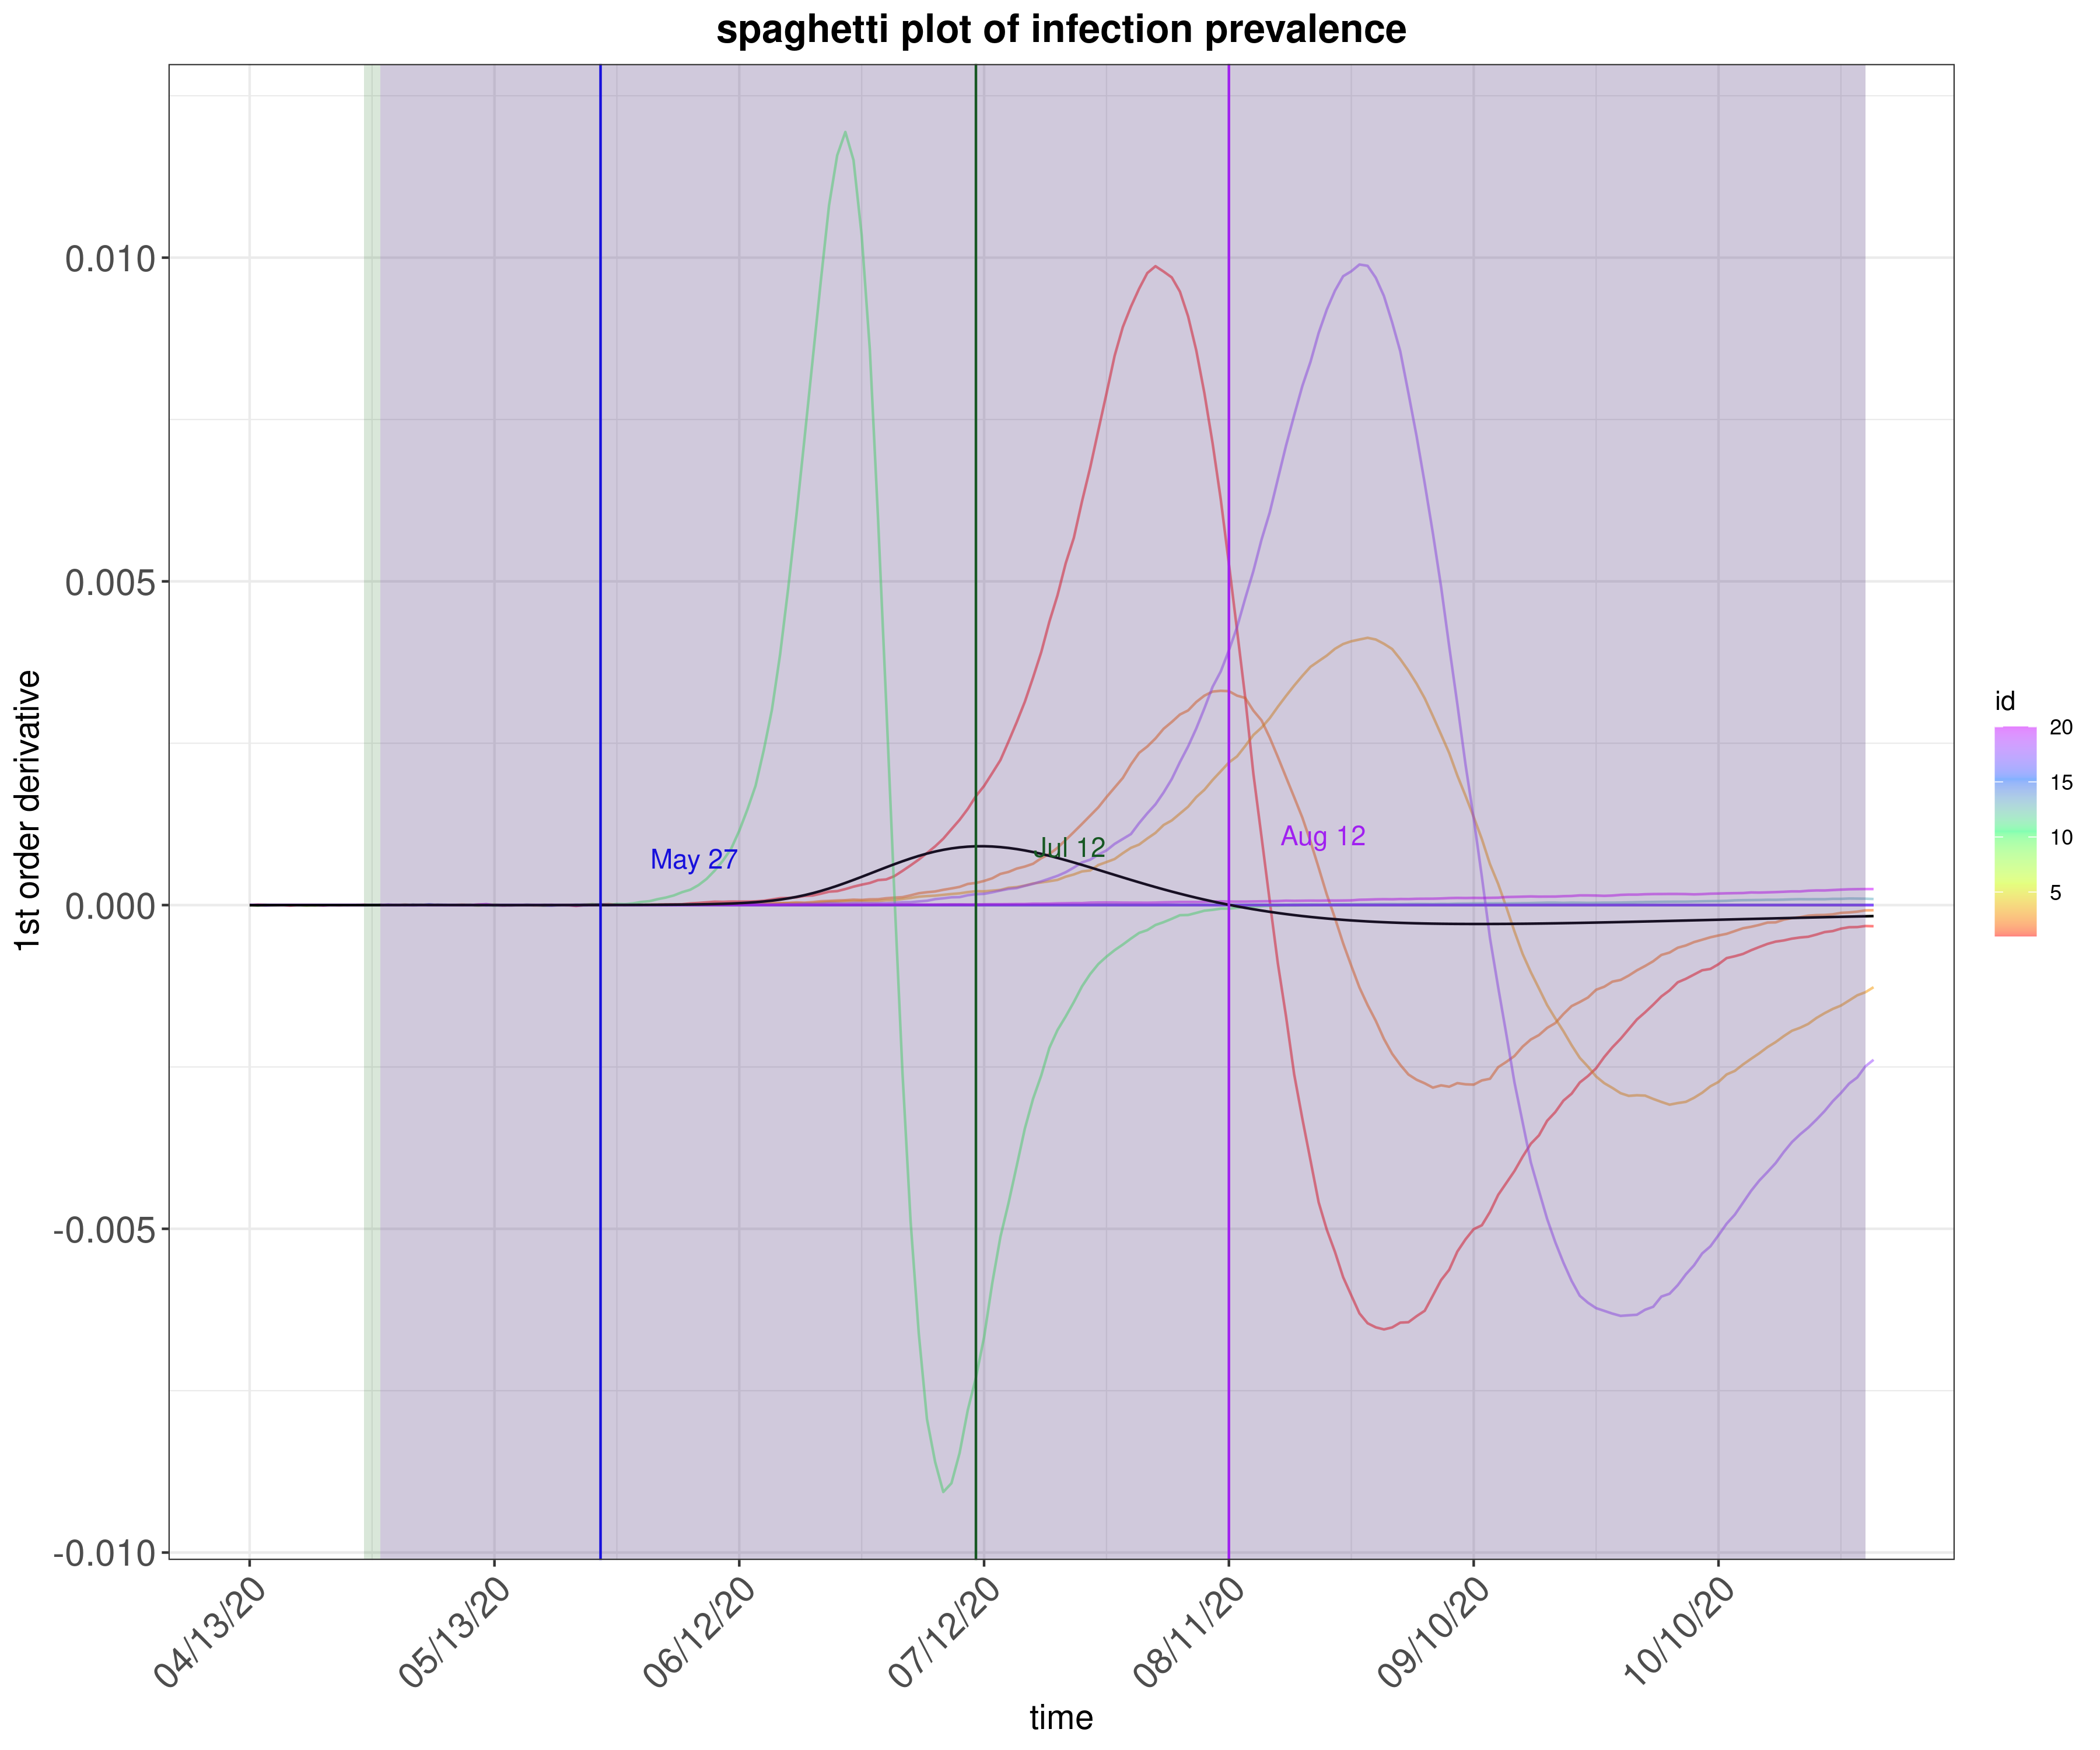 spaghetti plot of infection prevalence
1st order derivative
0.010
0.005
0.000
-0.005
-0.010
May 27
Jul 12
Aug 12
id
20
15
10
5
04/13/20
05/13/20
06/12/20
07/12/20
08/11/20
09/10/20
10/10/20
time